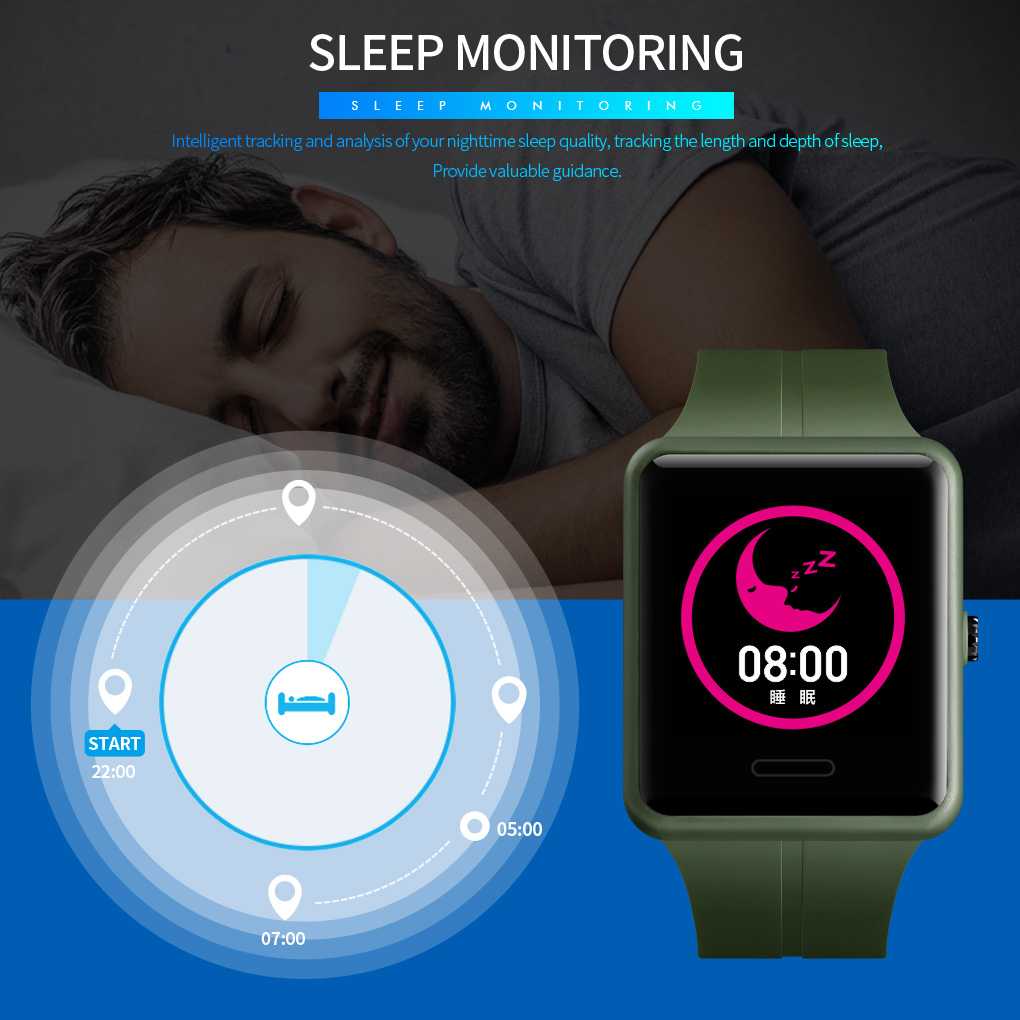 SLEEP MONITORING
SLEEP MONITORING
Intelligent tracking and analysis of your nighttime sleep quality, tracking the length and depth of sleep,
Provide valuable guidance.
zzz
08:00
睡 眠
START
22:00
05:00
07:00